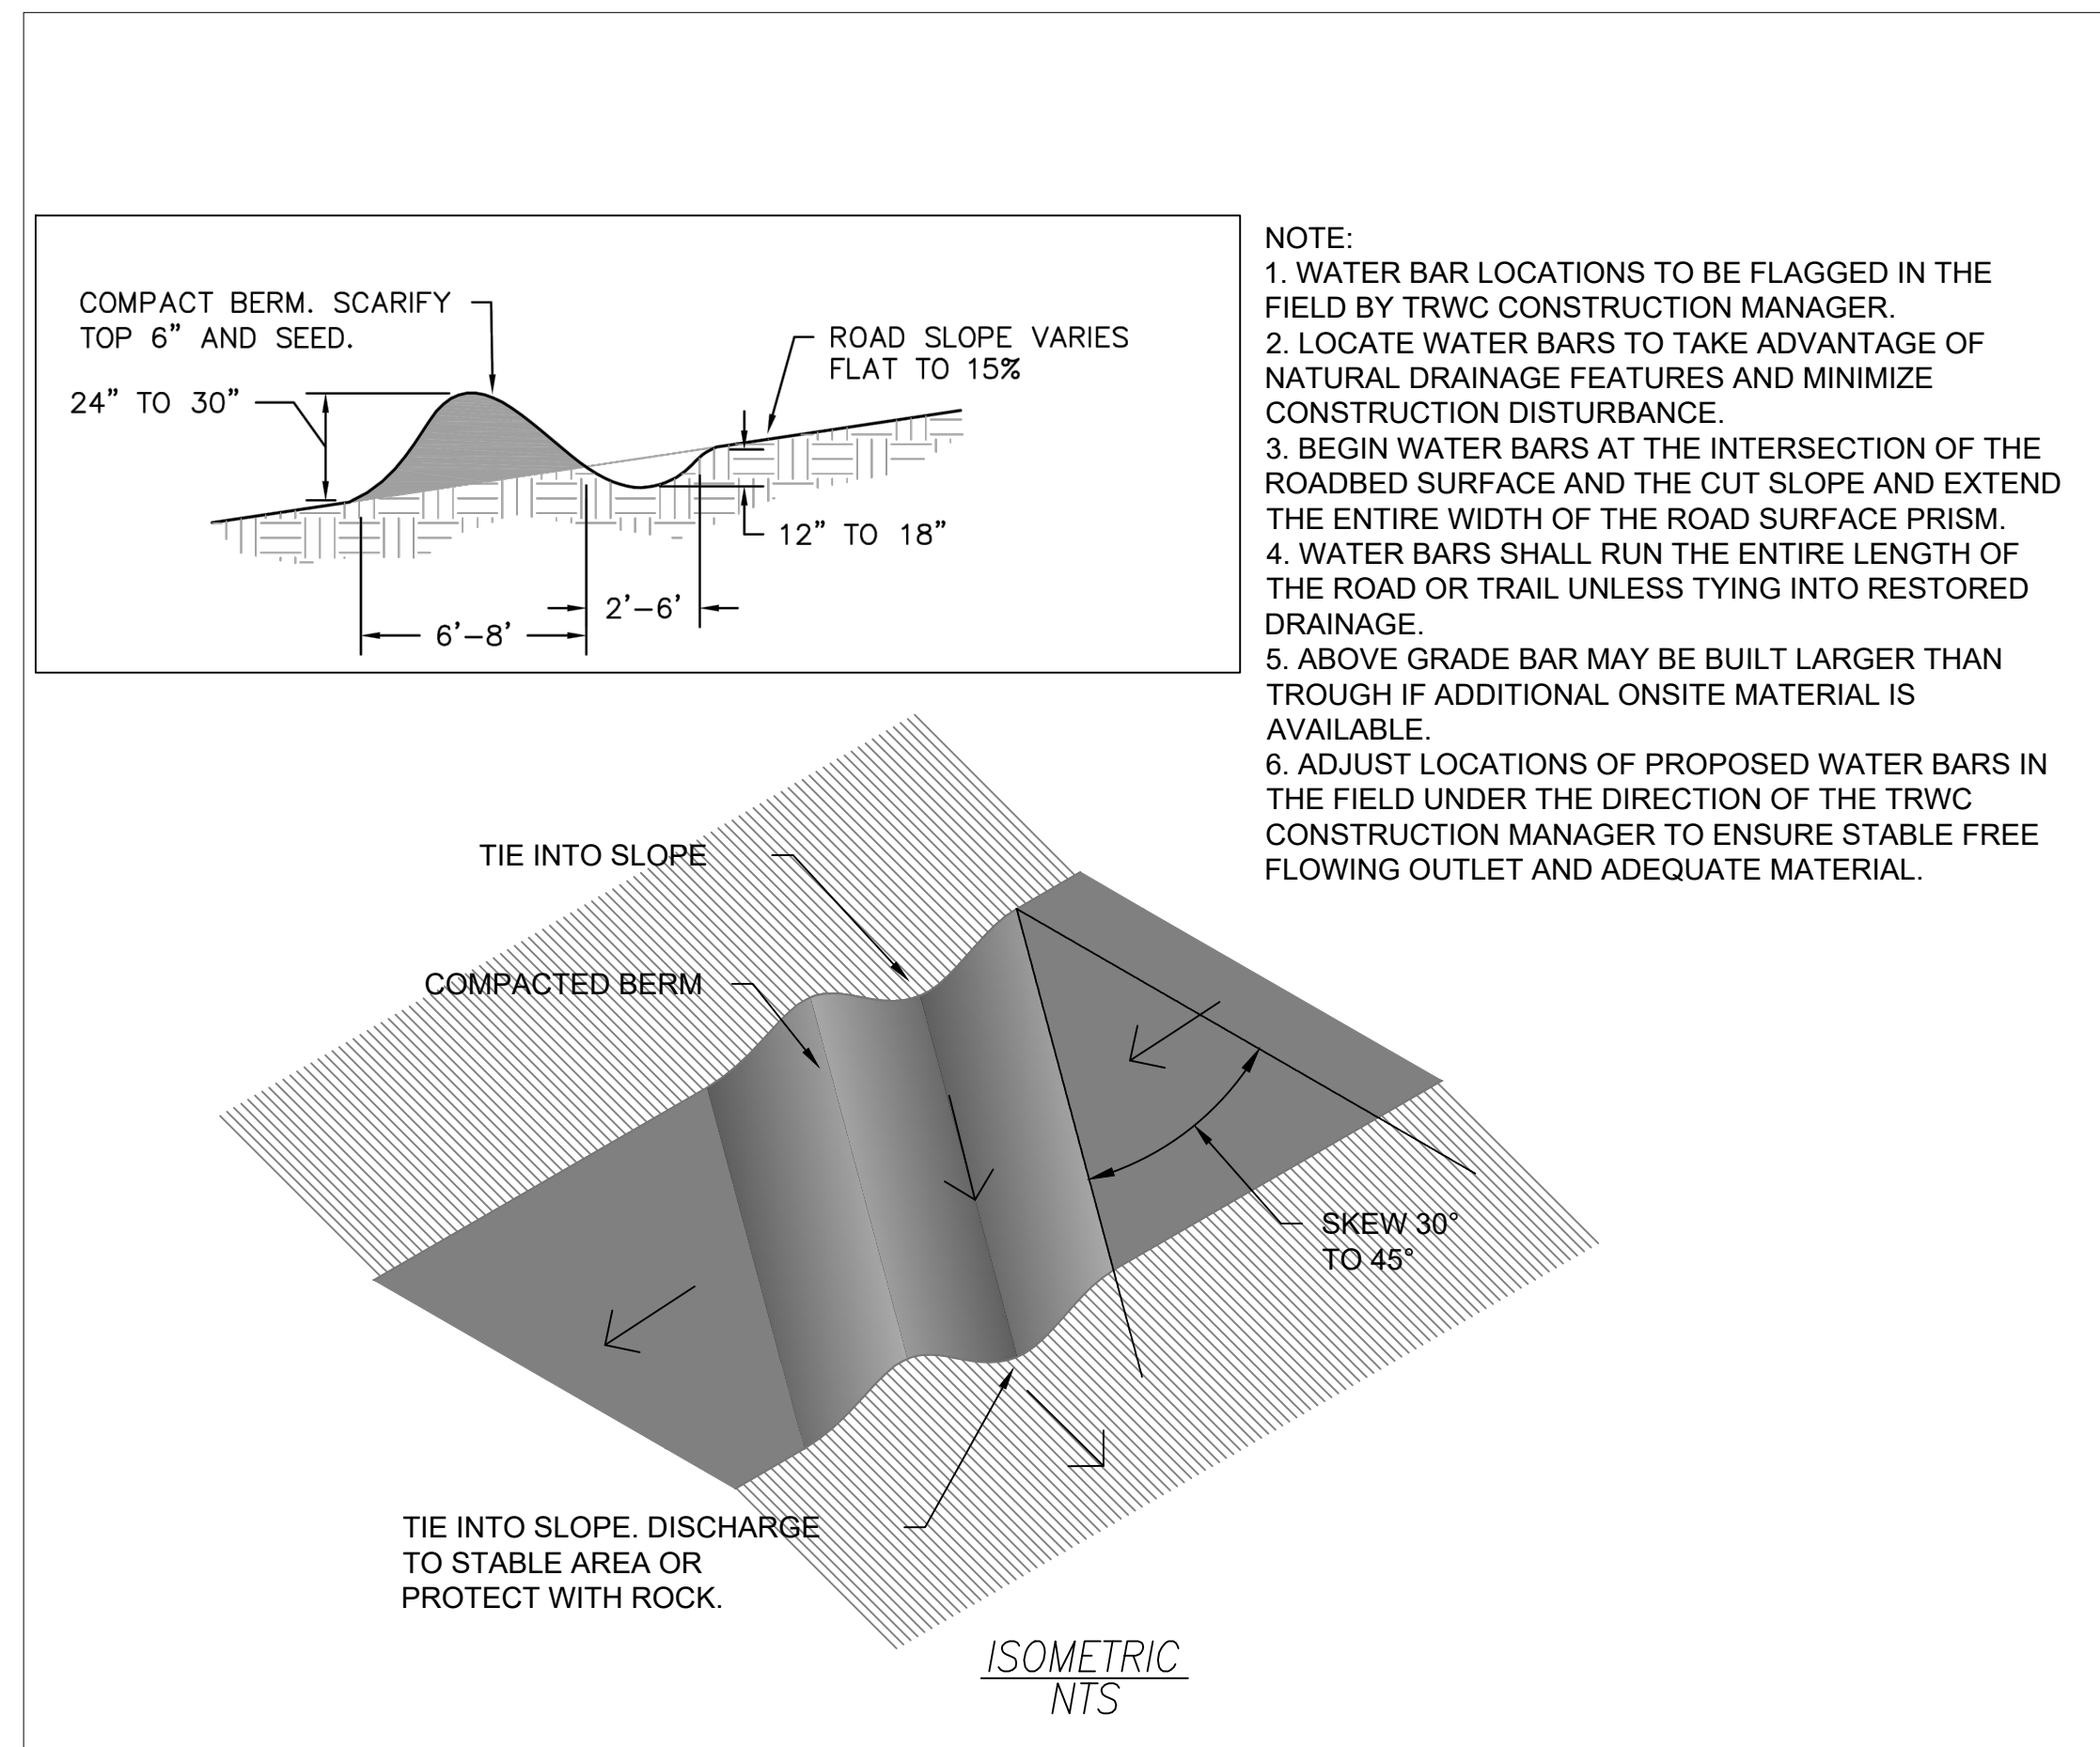 COMPACT BERM. SCARIFY
TOP 6” AND SEED.
24” TO 30”
ROAD SLOPE VARIES
FLAT TO 15%
12” TO 18”
2’–6’
6’–8’
NOTE:
1. WATER BAR LOCATIONS TO BE FLAGGED IN THE
FIELD BY TRWC CONSTRUCTION MANAGER.
2. LOCATE WATER BARS TO TAKE ADVANTAGE OF
NATURAL DRAINAGE FEATURES AND MINIMIZE
CONSTRUCTION DISTURBANCE.
3. BEGIN WATER BARS AT THE INTERSECTION OF THE
ROADBED SURFACE AND THE CUT SLOPE AND EXTEND
THE ENTIRE WIDTH OF THE ROAD SURFACE PRISM.
4. WATER BARS SHALL RUN THE ENTIRE LENGTH OF
THE ROAD OR TRAIL UNLESS TYING INTO RESTORED
DRAINAGE.
5. ABOVE GRADE BAR MAY BE BUILT LARGER THAN
TROUGH IF ADDITIONAL ONSITE MATERIAL IS
AVAILABLE.
6. ADJUST LOCATIONS OF PROPOSED WATER BARS IN
THE FIELD UNDER THE DIRECTION OF THE TRWC
CONSTRUCTION MANAGER TO ENSURE STABLE FREE
FLOWING OUTLET AND ADEQUATE MATERIAL.
TIE INTO SLOPE
COMPACTED BERM
SKEW 30°
TO 45°
TIE INTO SLOPE. DISCHARGE
TO STABLE AREA OR
PROTECT WITH ROCK.
ISOMETRIC
NTS